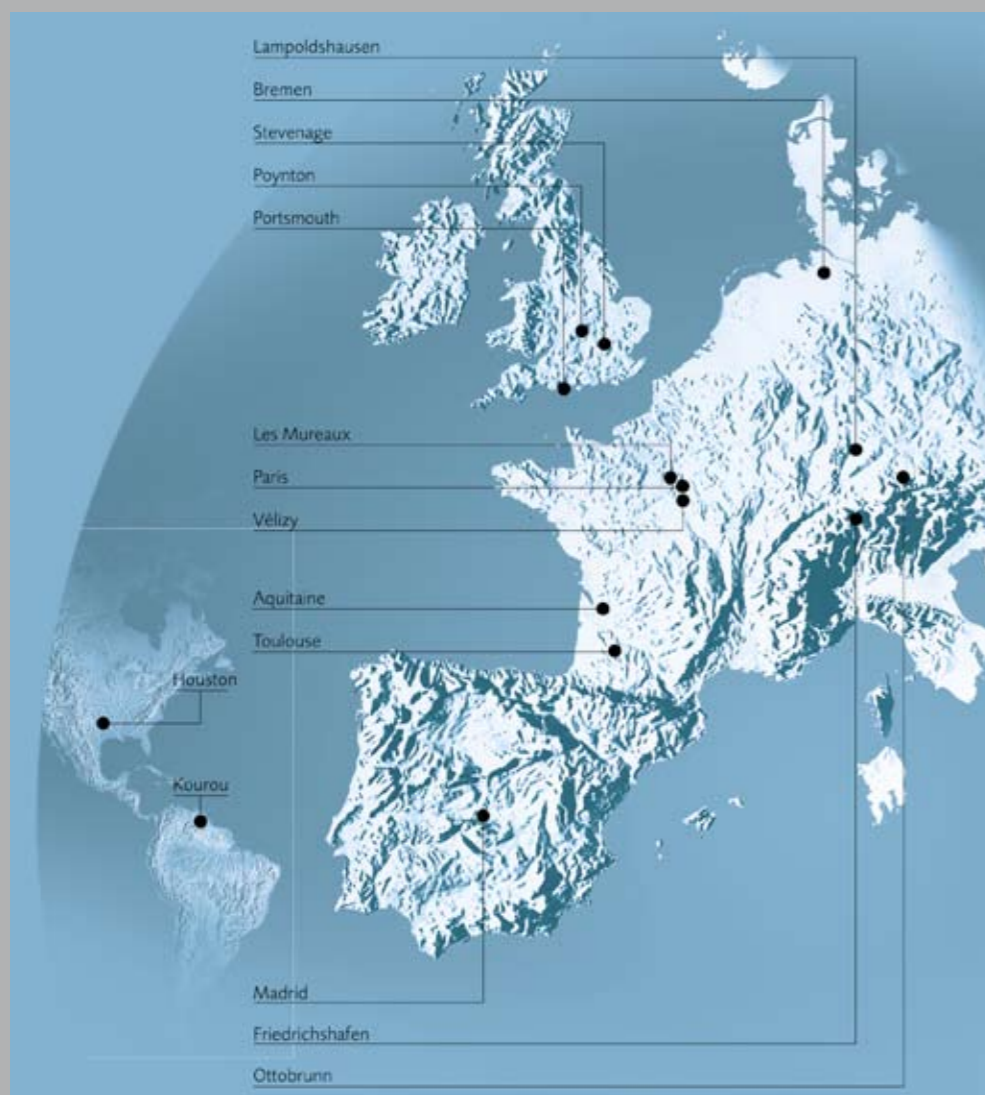 Lampoldshausen
Bremen
Stevenage
Poynton
Portsmouth
Les Mureaux
Paris
Vélizy
Aquitaine
Toulouse
Houston
Kourou
Madrid
Friedrichshafen
Ottobrunn